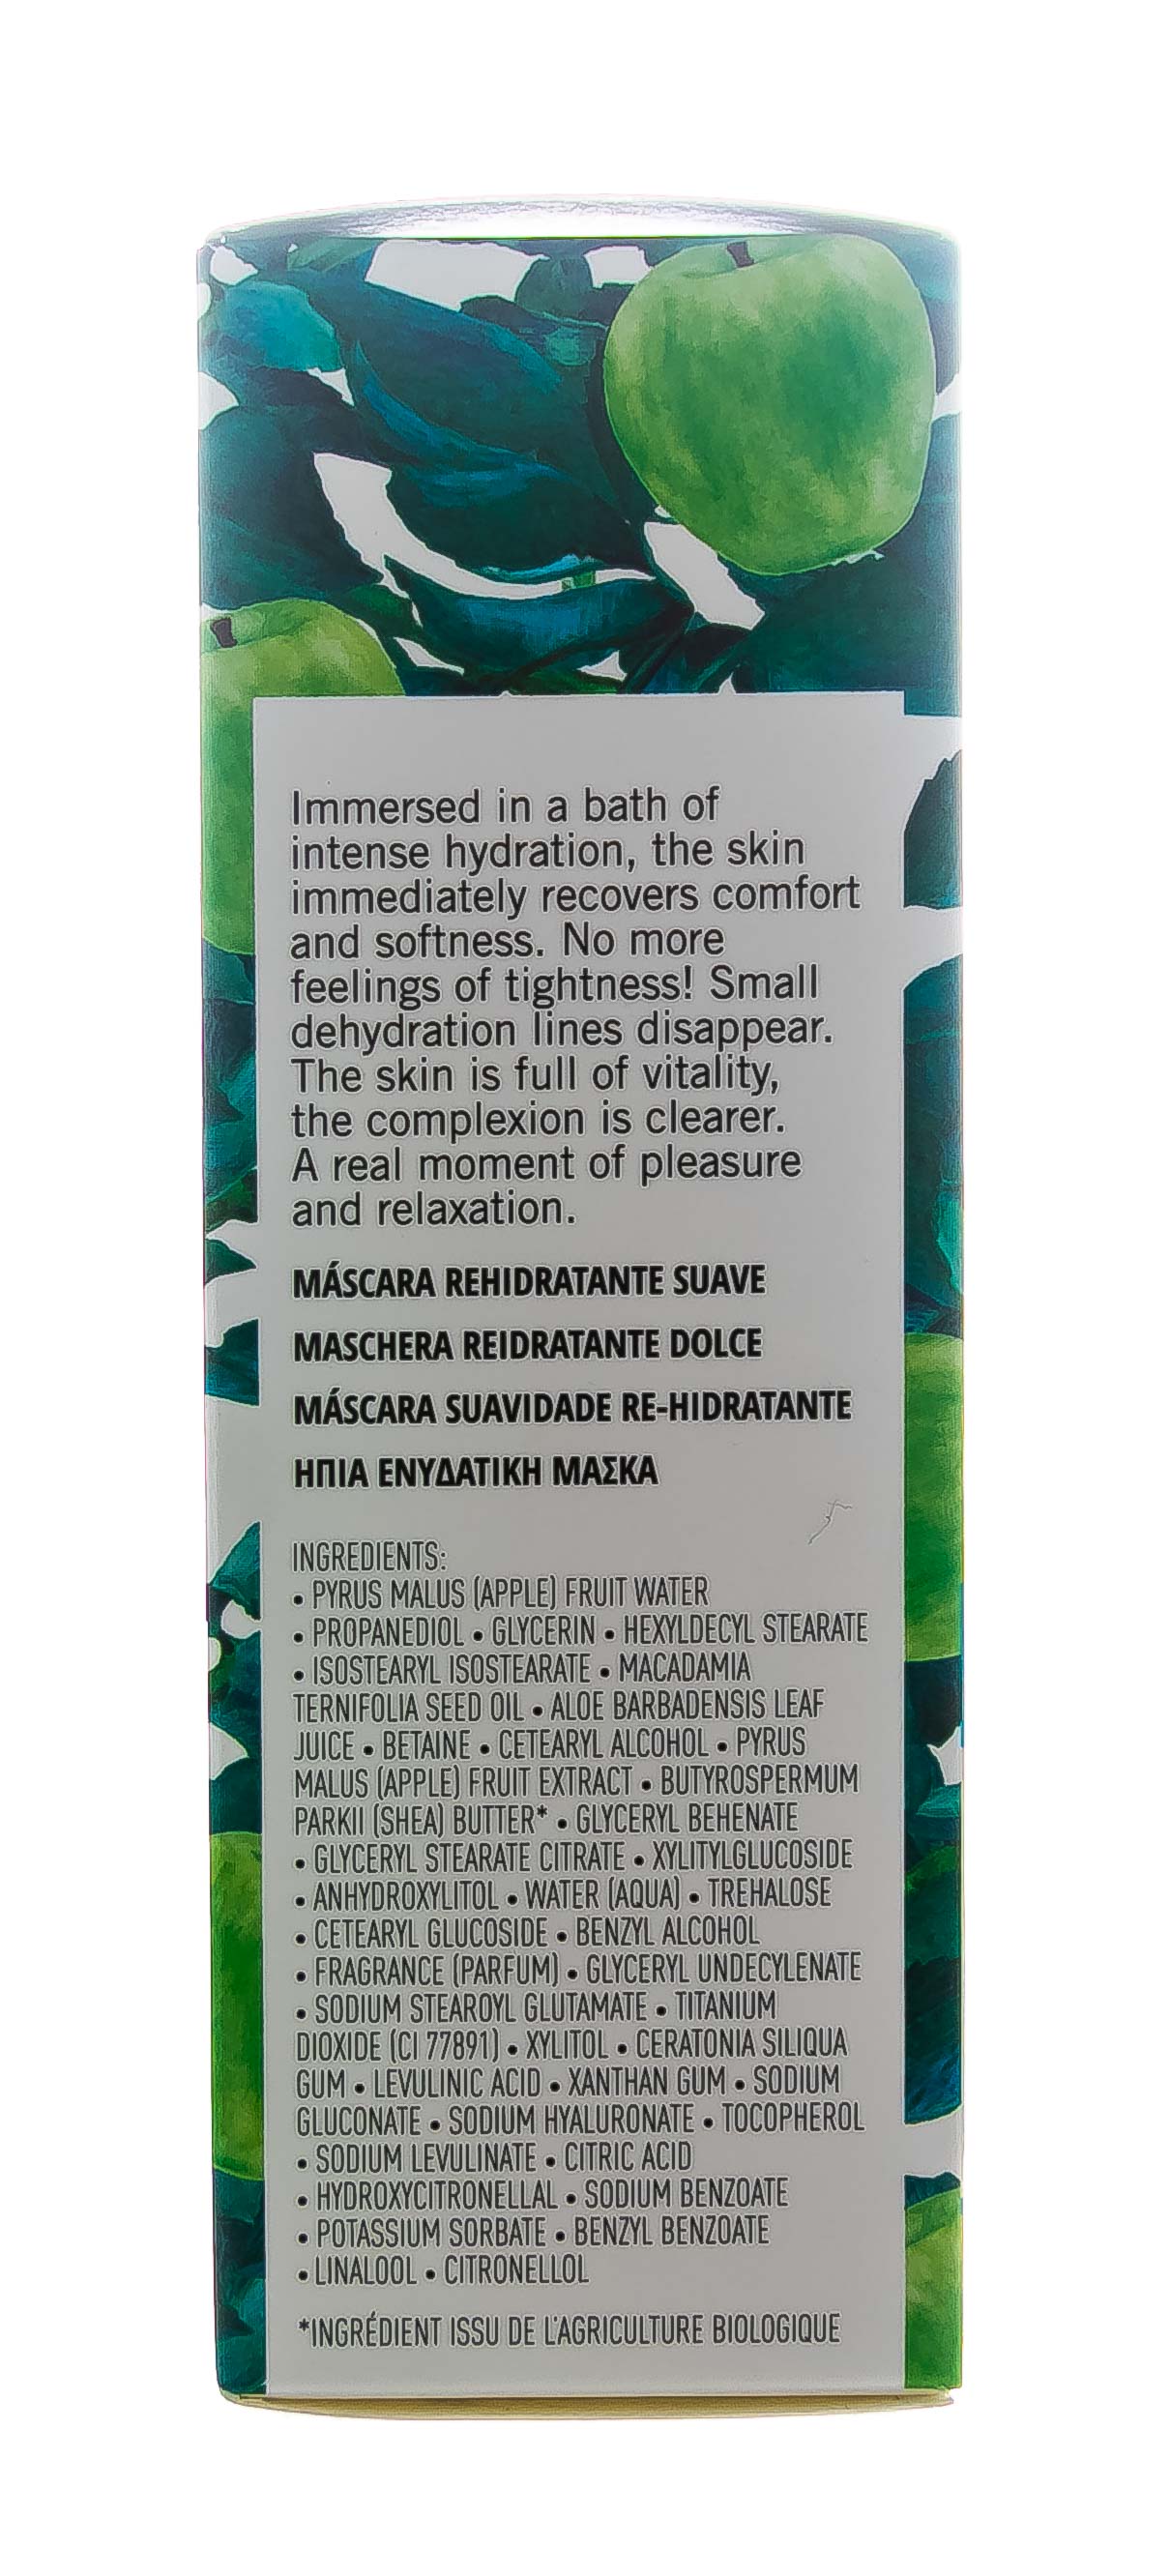 Immersed in a bath of
intense hydration, the skin
immediately recovers comfort
and softness. No more
feelings of tightness! Small
dehydration lines disappear.
The skin is full of vitality,
the complexion is clearer.
A real moment of pleasure
and relaxation.
MÁSCARA REHIDRATANTE SUAVE
MASCHERA REIDRATANTE DOLCE
MÁSCARA SUAVIDADE RE-HIDRATANTE
ΗΠΙΑ ΕΝΥΔΑΤΙΚΗ ΜΑΣΚΑ
INGREDIENTS:
• PYRUS MALUS (APPLE) FRUIT WATER
• PROPANEDIOL • GLYCERIN • HEXYLDECYL STEARATE
• ISOSTEARYL ISOSTEARATE • MACADAMIA
TERNIFOLIA SEED OIL • ALOE BARBADENSIS LEAF
JUICE • BETAINE • CETEARYL ALCOHOL • PYRUS
MALUS (APPLE) FRUIT EXTRACT • BUTYROSPERMUM
PARKII (SHEA) BUTTER* • GLYCERYL BEHENATE
• GLYCERYL STEARATE CITRATE • XYLITYLGLUCOSIDE
• ANHYDROXYLITOL • WATER (AQUA) • TREHALOSE
• CETEARYL GLUCOSIDE • BENZYL ALCOHOL
• FRAGRANCE (PARFUM) • GLYCERYL UNDECYLENATE
• SODIUM STEAROYL GLUTAMATE • TITANIUM
DIOXIDE (CI 77891) • XYLITOL • CERATONIA SILIQUA
GUM • LEVULINIC ACID • XANTHAN GUM • SODIUM
GLUCONATE • SODIUM HYALURONATE • TOCOPHEROL
• SODIUM LEVULINATE • CITRIC ACID
• HYDROXYCITRONELLAL • SODIUM BENZOATE
• POTASSIUM SORBATE • BENZYL BENZOATE
• LINALOOL • CITRONELLOL
*INGRÉDIENT ISSU DE L'AGRICULTURE BIOLOGIQUE